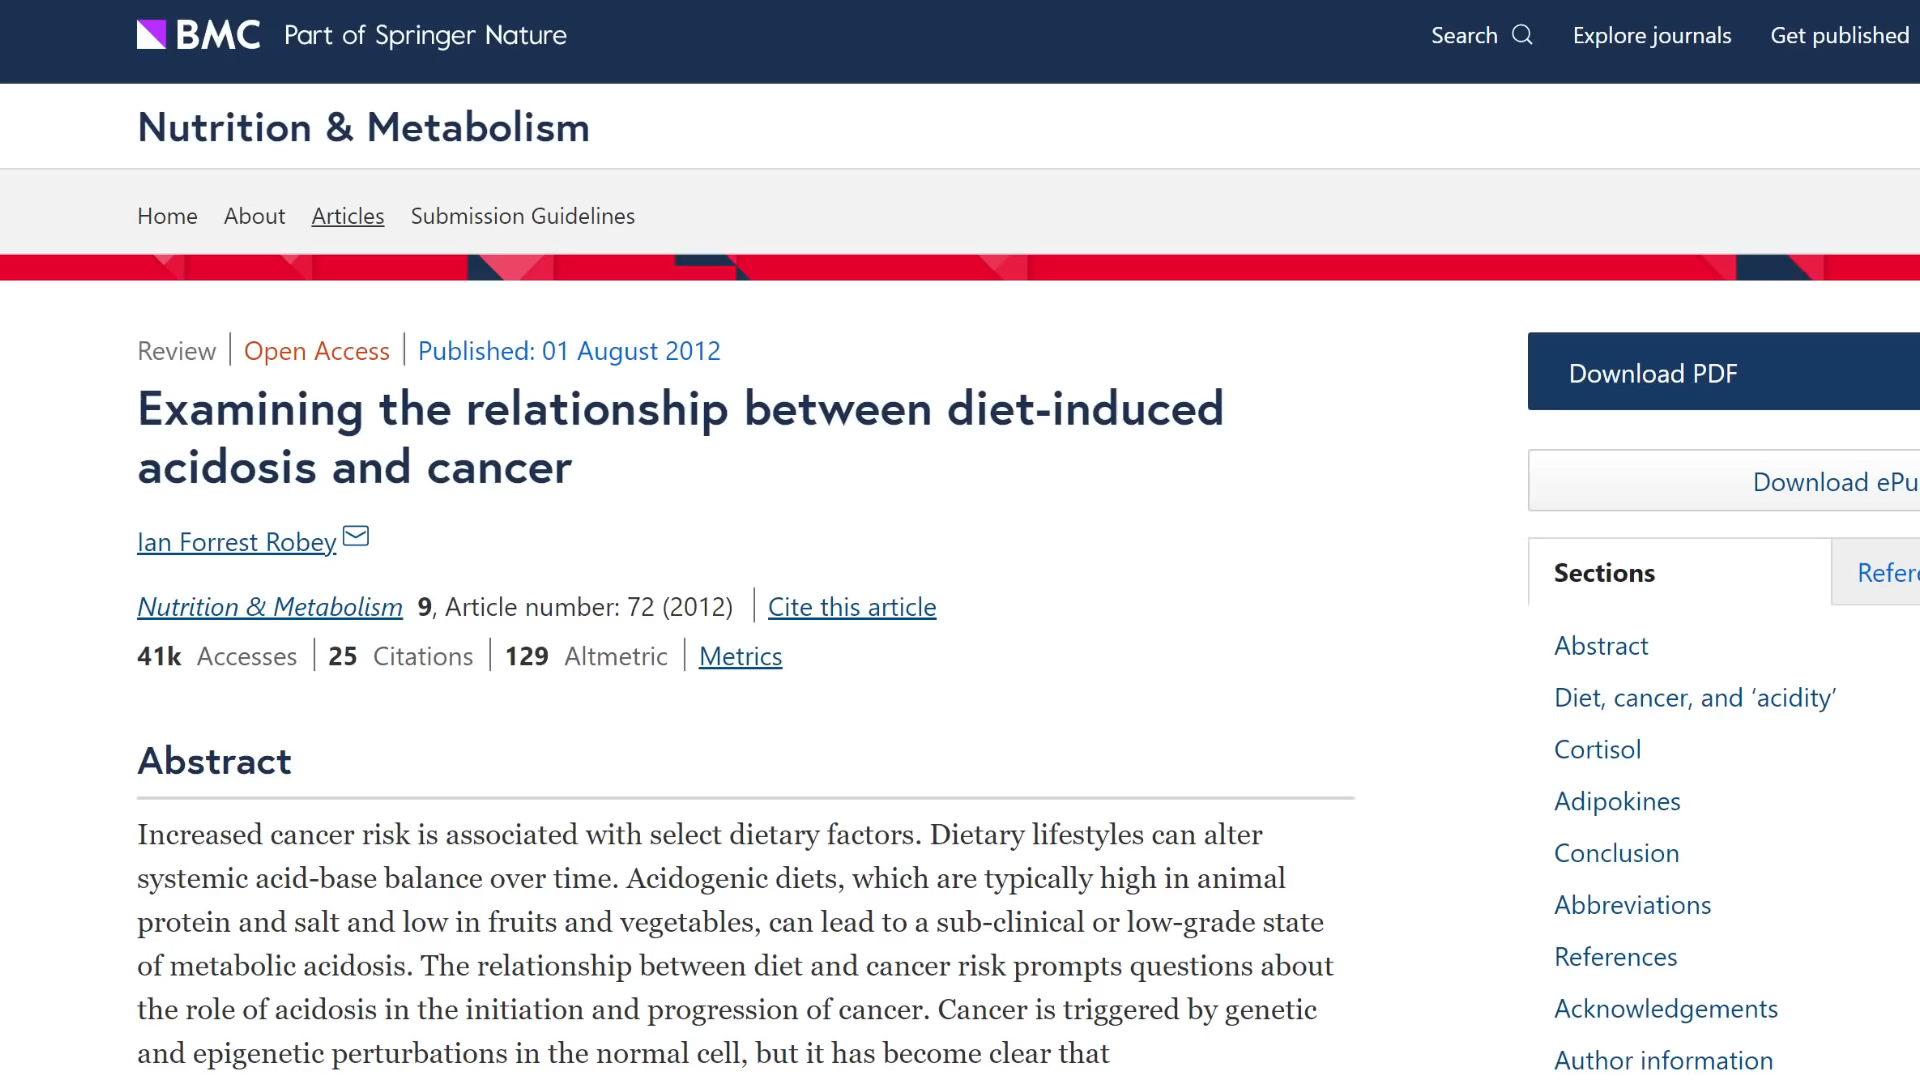 BMC Part of Springer Nature
Search Explore journals Get published
Nutrition & Metabolism
Home About Articles Submission Guidelines
Review Open Access Published: 01 August 2012
Examining the relationship between diet-induced
acidosis and cancer
Ian Forrest Robey
Nutrition & Metabolism 9, Article number: 72 (2012) Cite this article
41k Accesses 25 Citations 129 Altmetric Metrics
Abstract
Increased cancer risk is associated with select dietary factors. Dietary lifestyles can alter
systemic acid-base balance over time. Acidogenic diets, which are typically high in animal
protein and salt and low in fruits and vegetables, can lead to a sub-clinical or low-grade state
of metabolic acidosis. The relationship between diet and cancer risk prompts questions about
the role of acidosis in the initiation and progression of cancer. Cancer is triggered by genetic
and epigenetic perturbations in the normal cell, but it has become clear that
Download PDF
Download ePu
Sections Refere
Abstract
Diet, cancer, and ‘acidity’
Cortisol
Adipokines
Conclusion
Abbreviations
References
Acknowledgements
Author information